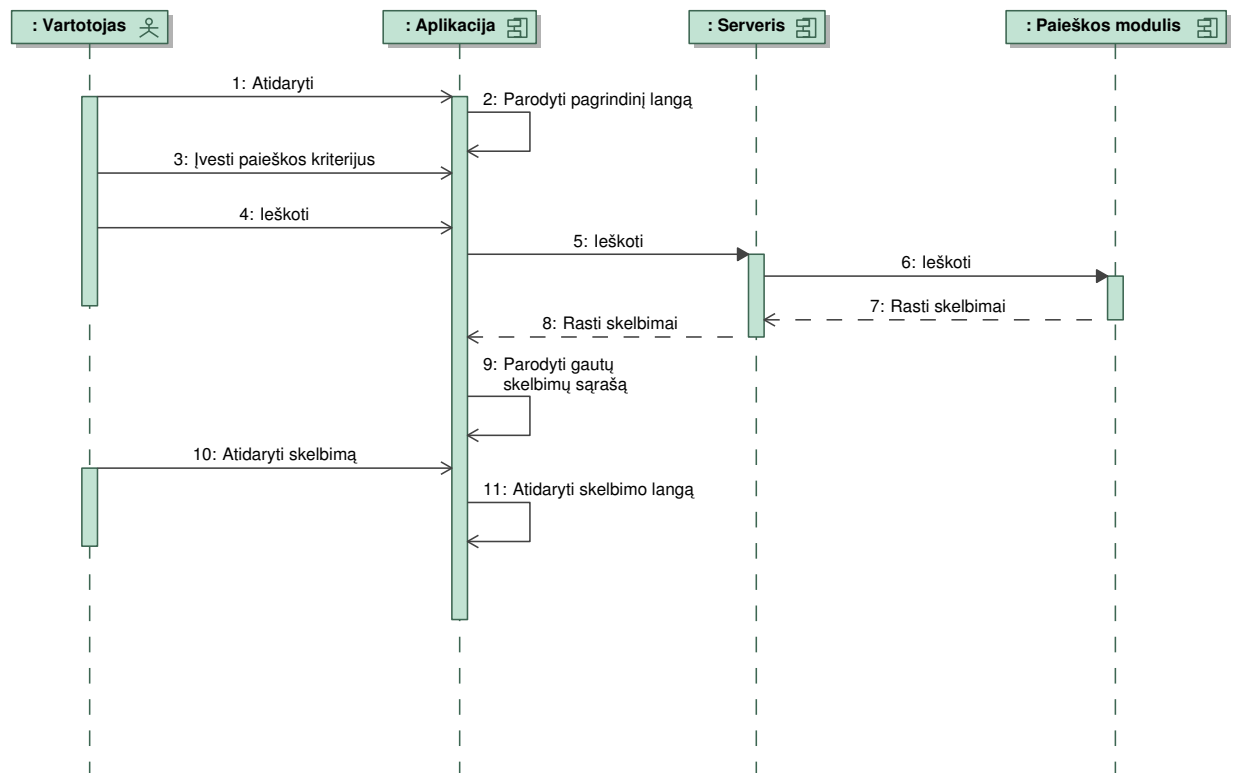 : Vartotojas
: Aplikacija
: Serveris
: Paieškos modulis
1: Atidaryti
2: Parodyti pagrindinį langą
3: Įvesti paieškos kriterijus
4: Ieškoti
5: Ieškoti
6: Ieškoti
7: Rasti skelbimai
8: Rasti skelbimai
9: Parodyti gautų
skelbimų sąrašą
10: Atidaryti skelbimą
11: Atidaryti skelbimo langą